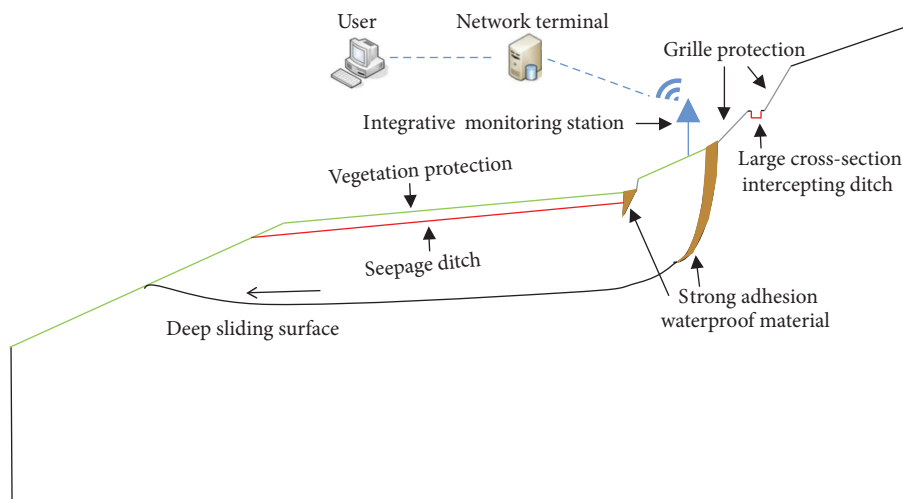 User
Network terminal
Grille protection
Integrative monitoring station
Large cross-section
intercepting ditch
Vegetation protection
Seepage ditch
Strong adhesion
waterproof material
Deep sliding surface